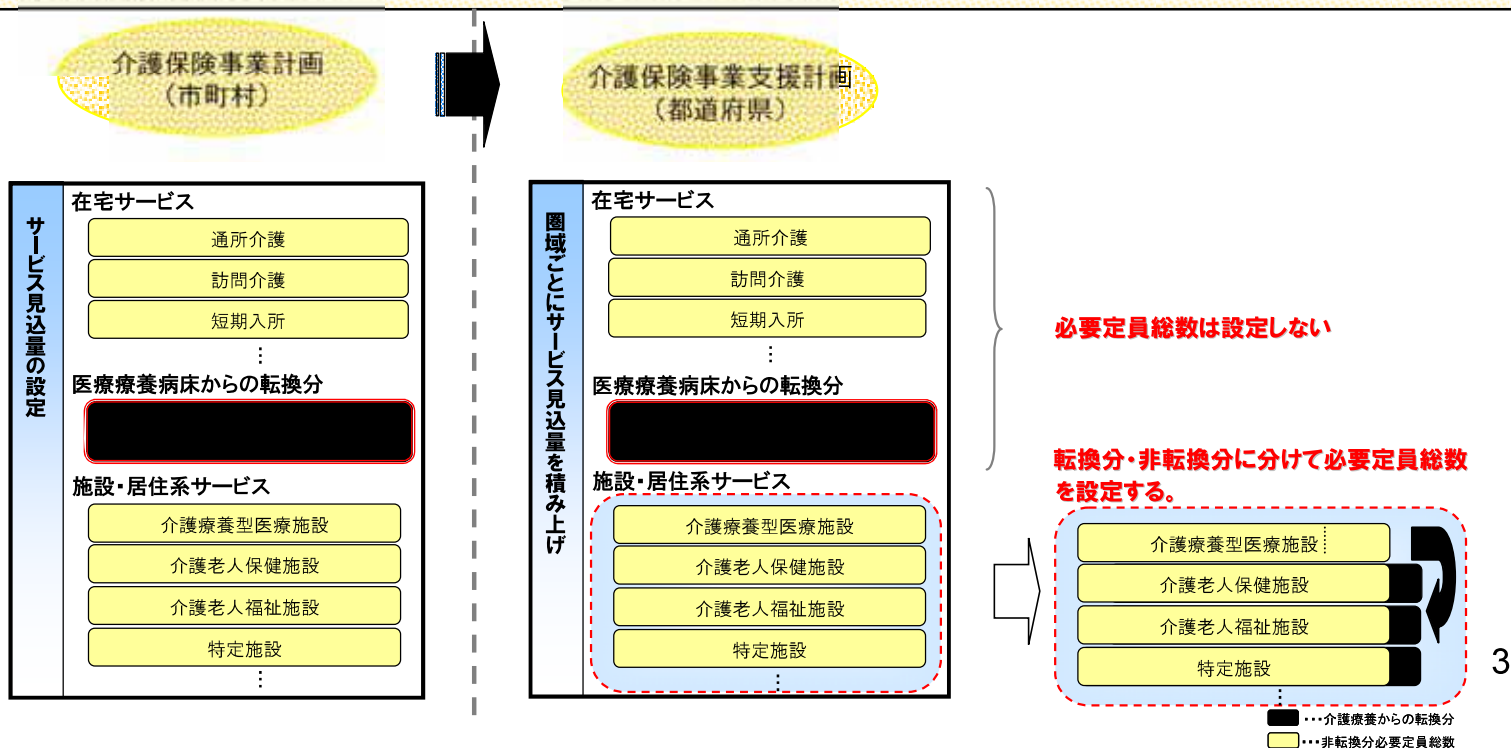 介護保険事業計画
（市町村）
介護保険事業支援計画
（都道府県）
サービス見込量の設定
在宅サービス
通所介護
訪問介護
短期入所
⋮
医療療養病床からの転換分
施設・居住系サービス
介護療養型医療施設
介護老人保健施設
介護老人福祉施設
特定施設
⋮
圏域ごとにサービス見込量を積み上げ
在宅サービス
通所介護
訪問介護
短期入所
⋮
医療療養病床からの転換分
施設・居住系サービス
介護療養型医療施設
介護老人保健施設
介護老人福祉施設
特定施設
⋮
必要定員総数は設定しない
転換分・非転換分に分けて必要定員総数
を設定する。
介護療養型医療施設
介護老人保健施設
介護老人福祉施設
特定施設
⋮
･･･介護療養からの転換分
･･･非転換分必要定員総数
3